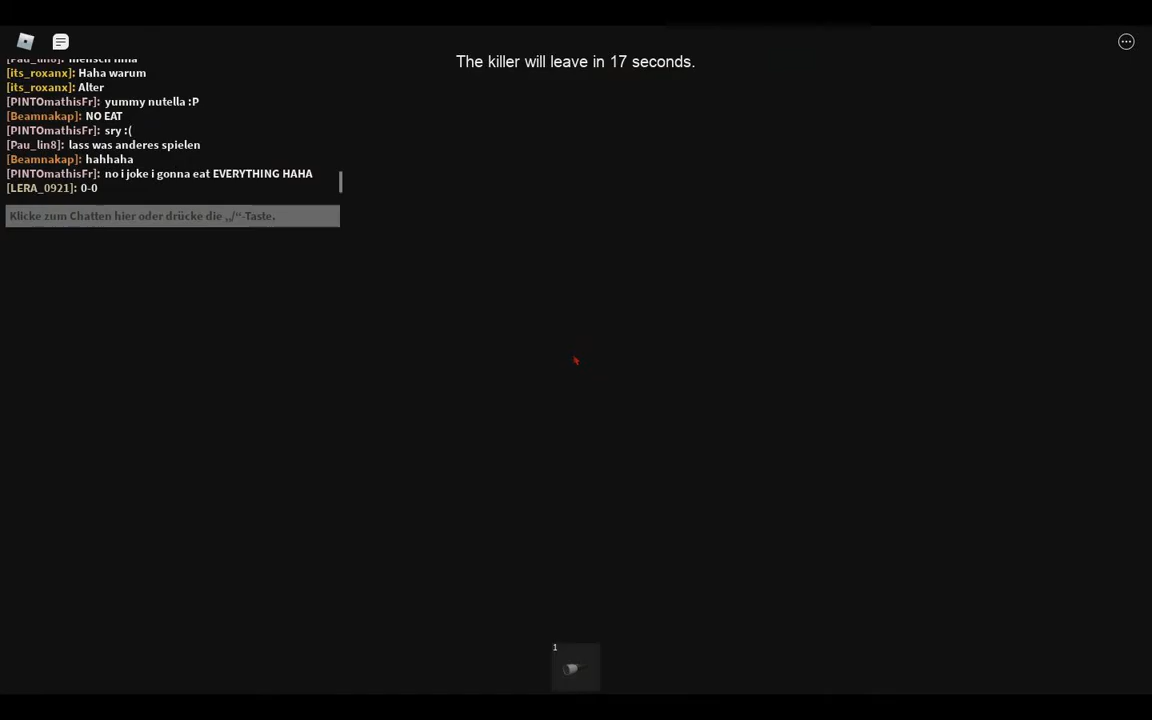 The killer will leave in 17 seconds.
[its_roxanx]: Haha warum
[its_roxanx]: Alter
[PINTOmathisFr]: yummy nutella :P
[Beamnakap]: NO EAT
[PINTOmathisFr]: sry :(
[Pau_lin8]: lass was anderes spielen
[Beamnakap]: hahhaha
[PINTOmathisFr]: no i joke i gonna eat EVERYTHING HAHA
[LERA_0921]: 0-0
Klicke zum Chatten hier oder drücke die „/“-Taste.
1